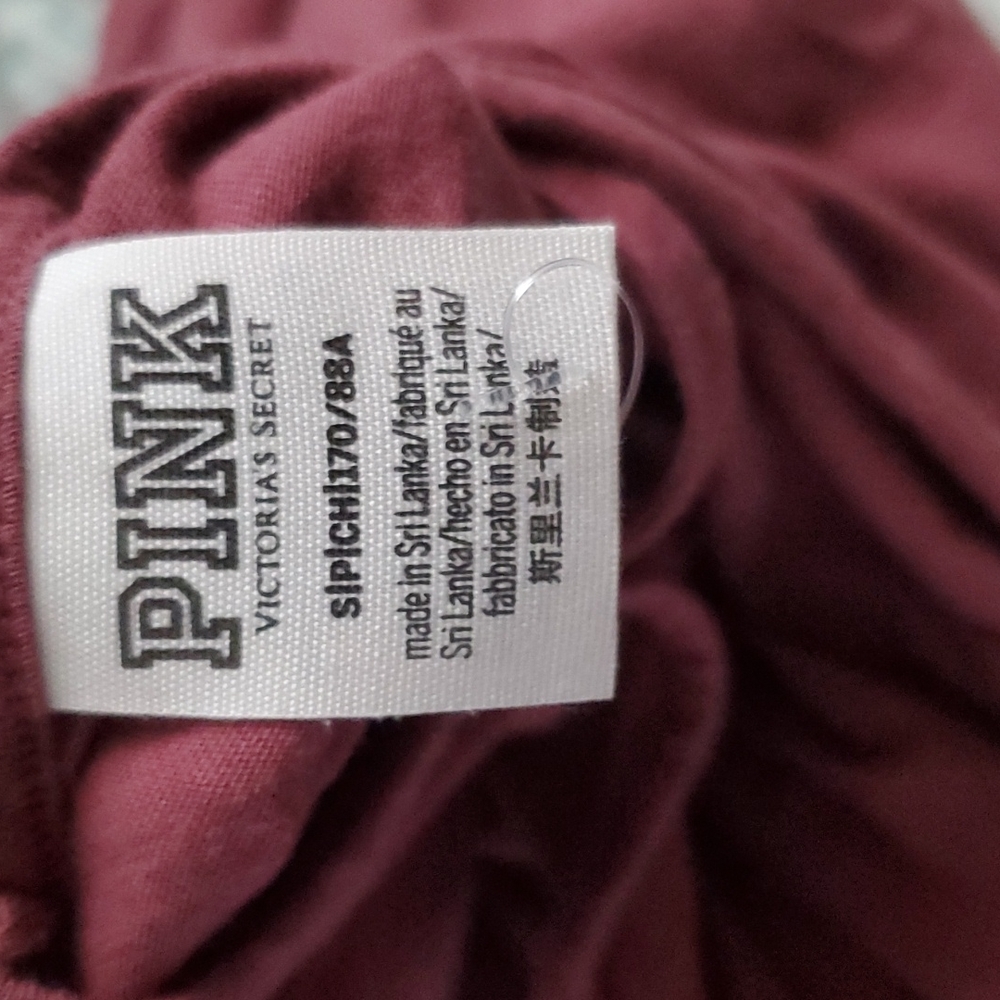 PINK
VICTORIA'S SECRET
S|P|CH|170/88A
made in Sri Lanka/fabriqué au
Sri Lanka/hecho en Sri Lanka/
fabbricato in Sri Lanka/
斯里兰卡制造